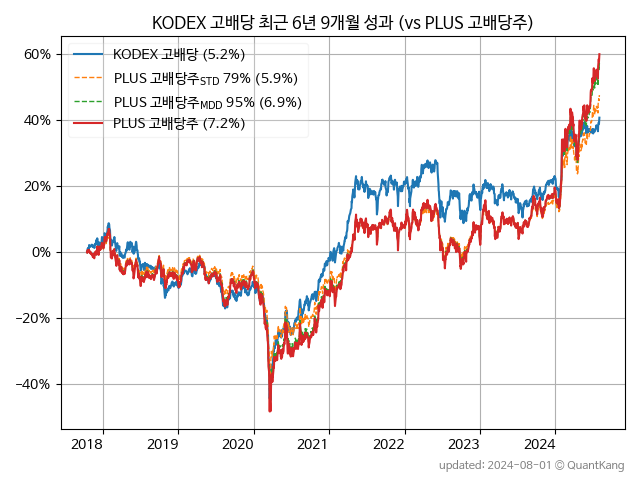 KODEX 고배당 최근 6년 9개월 성과 (vs PLUS 고배당주)
KODEX 고배당 (5.2%)
PLUS 고배당주STD 79% (5.9%)
PLUS 고배당주MDD 95% (6.9%)
PLUS 고배당주 (7.2%)
60%
40%
20%
0%
−20%
−40%
2018 2019 2020 2021 2022 2023 2024
updated: 2024-08-01 © QuantKang